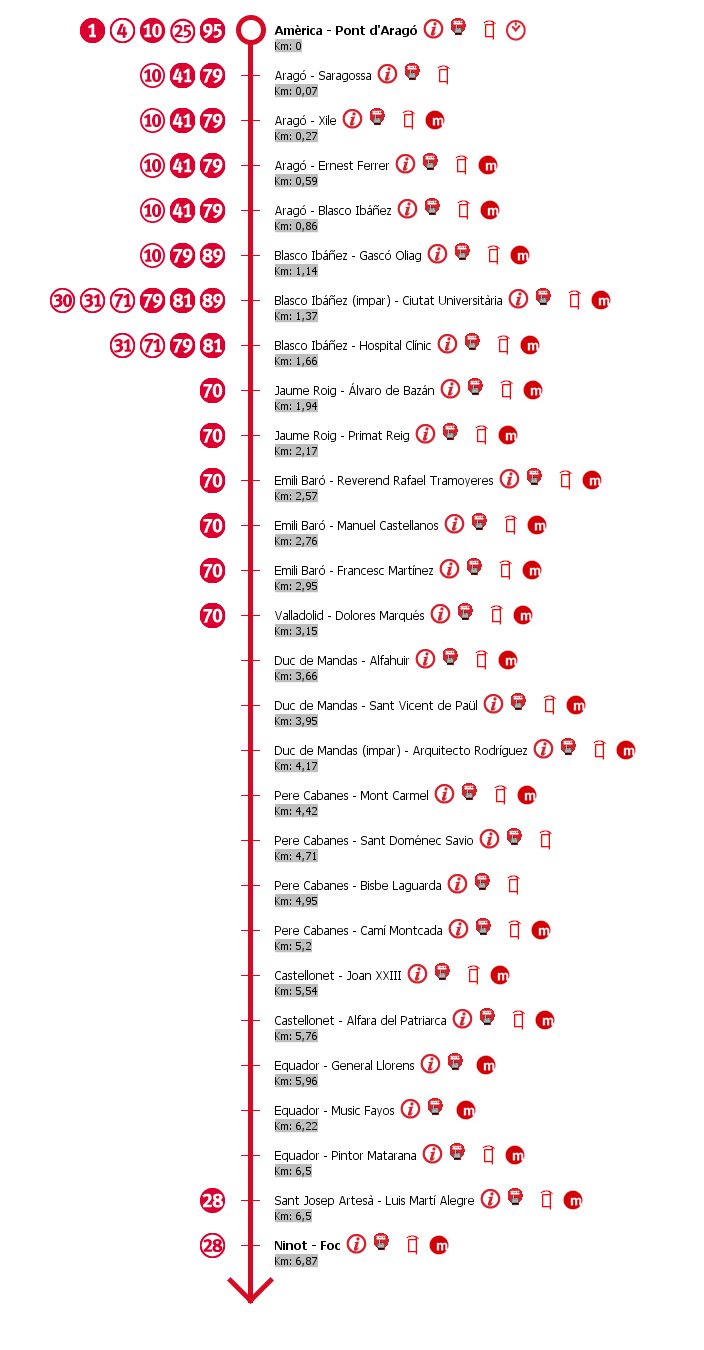 1 4 10 25 95 Amèrica - Pont d'Aragó i
Km: 0
10 41 79 Aragó - Saragossa i
Km: 0,07
10 41 79 Aragó - Xile i m
Km: 0,27
10 41 79 Aragó - Ernest Ferrer i m
Km: 0,59
10 41 79 Aragó - Blasco Ibáñez i m
Km: 0,86
10 79 89 Blasco Ibáñez - Gascó Oliag i m
Km: 1,14
30 31 71 79 81 89 Blasco Ibáñez (impar) - Ciutat Universitària i m
Km: 1,37
31 71 79 81 Blasco Ibáñez - Hospital Clínic i m
Km: 1,66
70 Jaume Roig - Álvaro de Bazán i m
Km: 1,94
70 Jaume Roig - Primat Reig i m
Km: 2,17
70 Emili Baró - Reverend Rafael Tramoyeres i m
Km: 2,57
70 Emili Baró - Manuel Castellanos i m
Km: 2,76
70 Emili Baró - Francesc Martínez i m
Km: 2,95
70 Valladolid - Dolores Marqués i m
Km: 3,15
Duc de Mandas - Alfahuir i m
Km: 3,66
Duc de Mandas - Sant Vicent de Paül i m
Km: 3,95
Duc de Mandas (impar) - Arquitecto Rodríguez i m
Km: 4,17
Pere Cabanes - Mont Carmel i m
Km: 4,42
Pere Cabanes - Sant Doménec Savio i
Km: 4,71
Pere Cabanes - Bisbe Laguarda i
Km: 4,95
Pere Cabanes - Camí Montcada i m
Km: 5,2
Castellonet - Joan XXIII i m
Km: 5,54
Castellonet - Alfara del Patriarca i m
Km: 5,76
Equador - General Llorens i m
Km: 5,96
Equador - Music Fayos i m
Km: 6,22
Equador - Pintor Matarana i m
Km: 6,5
28 Sant Josep Artesà - Luis Martí Alegre i m
Km: 6,5
28 Ninot - Foc i m
Km: 6,87